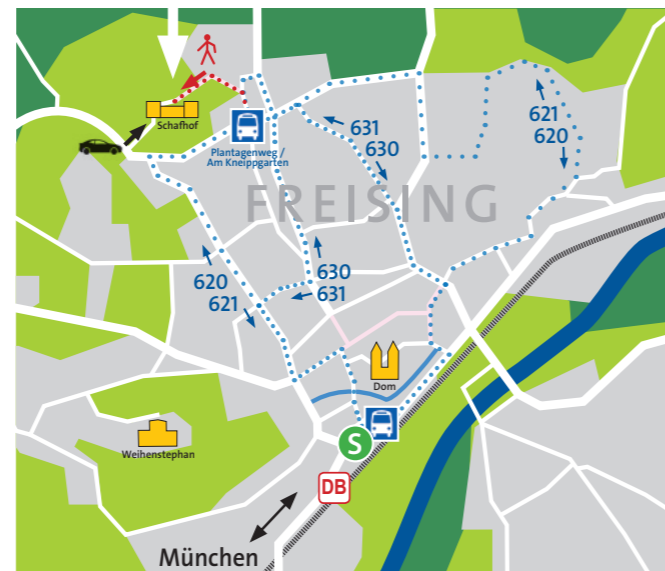 Schafhof
Plantagenweg /
Am Kneippgarten
631
630
621
620
FREISING
620
621
630
631
Dom
Weihenstephan
S
DB
München